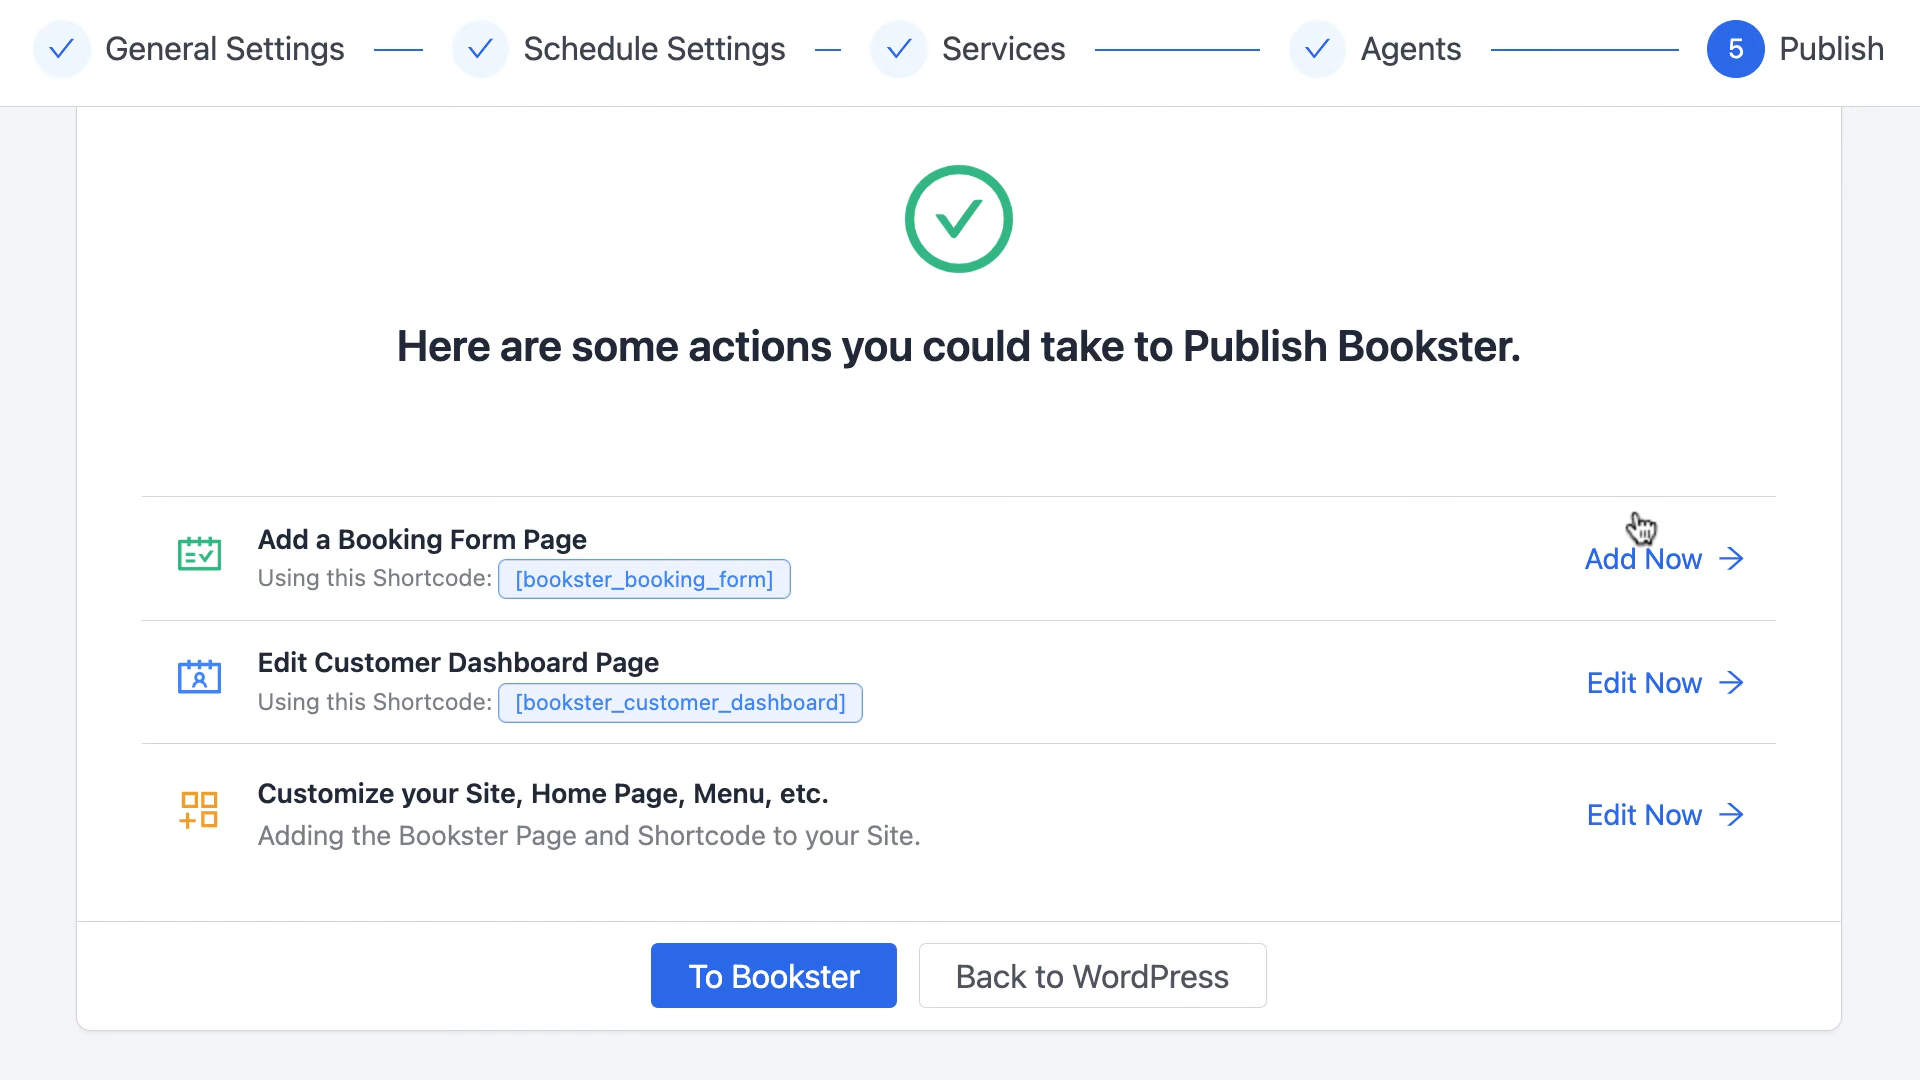 General Settings
Schedule Settings
Services
Agents
5 Publish
Here are some actions you could take to Publish Bookster.
Add a Booking Form Page
Using this Shortcode: [bookster_booking_form]
Add Now
Edit Customer Dashboard Page
Using this Shortcode: [bookster_customer_dashboard]
Edit Now
Customize your Site, Home Page, Menu, etc.
Adding the Bookster Page and Shortcode to your Site.
Edit Now
To Bookster
Back to WordPress